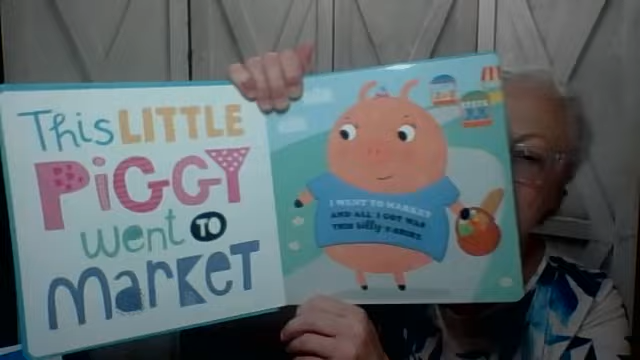 This LITTLE
PiGGY
went TO
MARKET
I WENT TO MARKET
AND ALL I GOT WAS
THIS silly T-SHIRT.